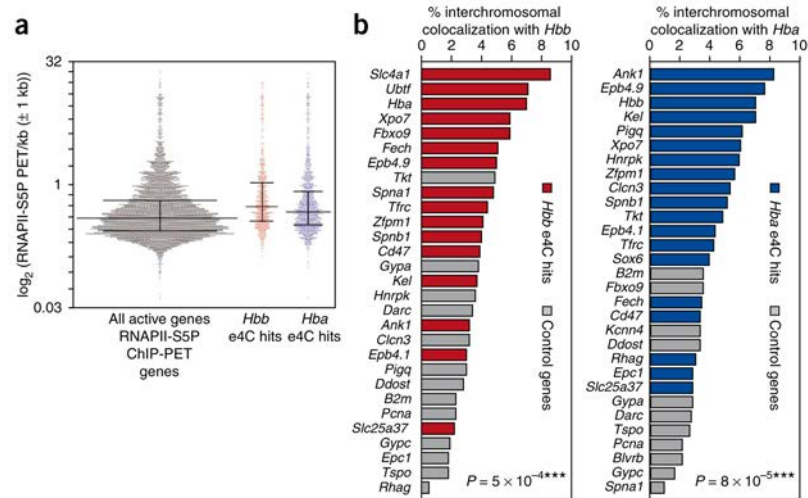 a
log2 (RNAPII-S5P PET/kb (± 1 kb))
32
1
0.03
All active genes
RNAPII-S5P
ChIP-PET
genes
Hbb
e4C hits
Hba
e4C hits
b
% interchromosomal
colocalization with Hbb
0 2 4 6 8 10
Slc4a1
Ubtf
Hba
Xpo7
Fbxo9
Fech
Epb4.9
Tkt
Spna1
Tfrc
Zfpm1
Spnb1
Cd47
Gypa
Kel
Hnrpk
Darc
Ank1
Clcn3
Epb4.1
Pigq
Ddost
B2m
Pcna
Slc25a37
Gypc
Epc1
Tspo
Rhag
Hbb e4C hits
Control genes
P = 5 × 10−4***
% interchromosomal
colocalization with Hba
0 2 4 6 8 10
Ank1
Epb4.9
Hbb
Kel
Pigq
Xpo7
Hnrpk
Zfpm1
Clcn3
Spnb1
Tkt
Epb4.1
Tfrc
Sox6
B2m
Fbxo9
Fech
Cd47
Kcnn4
Ddost
Rhag
Epc1
Slc25a37
Gypa
Darc
Tspo
Pcna
Blvrb
Gypc
Spna1
Hba e4C hits
Control genes
P = 8 × 10−5***